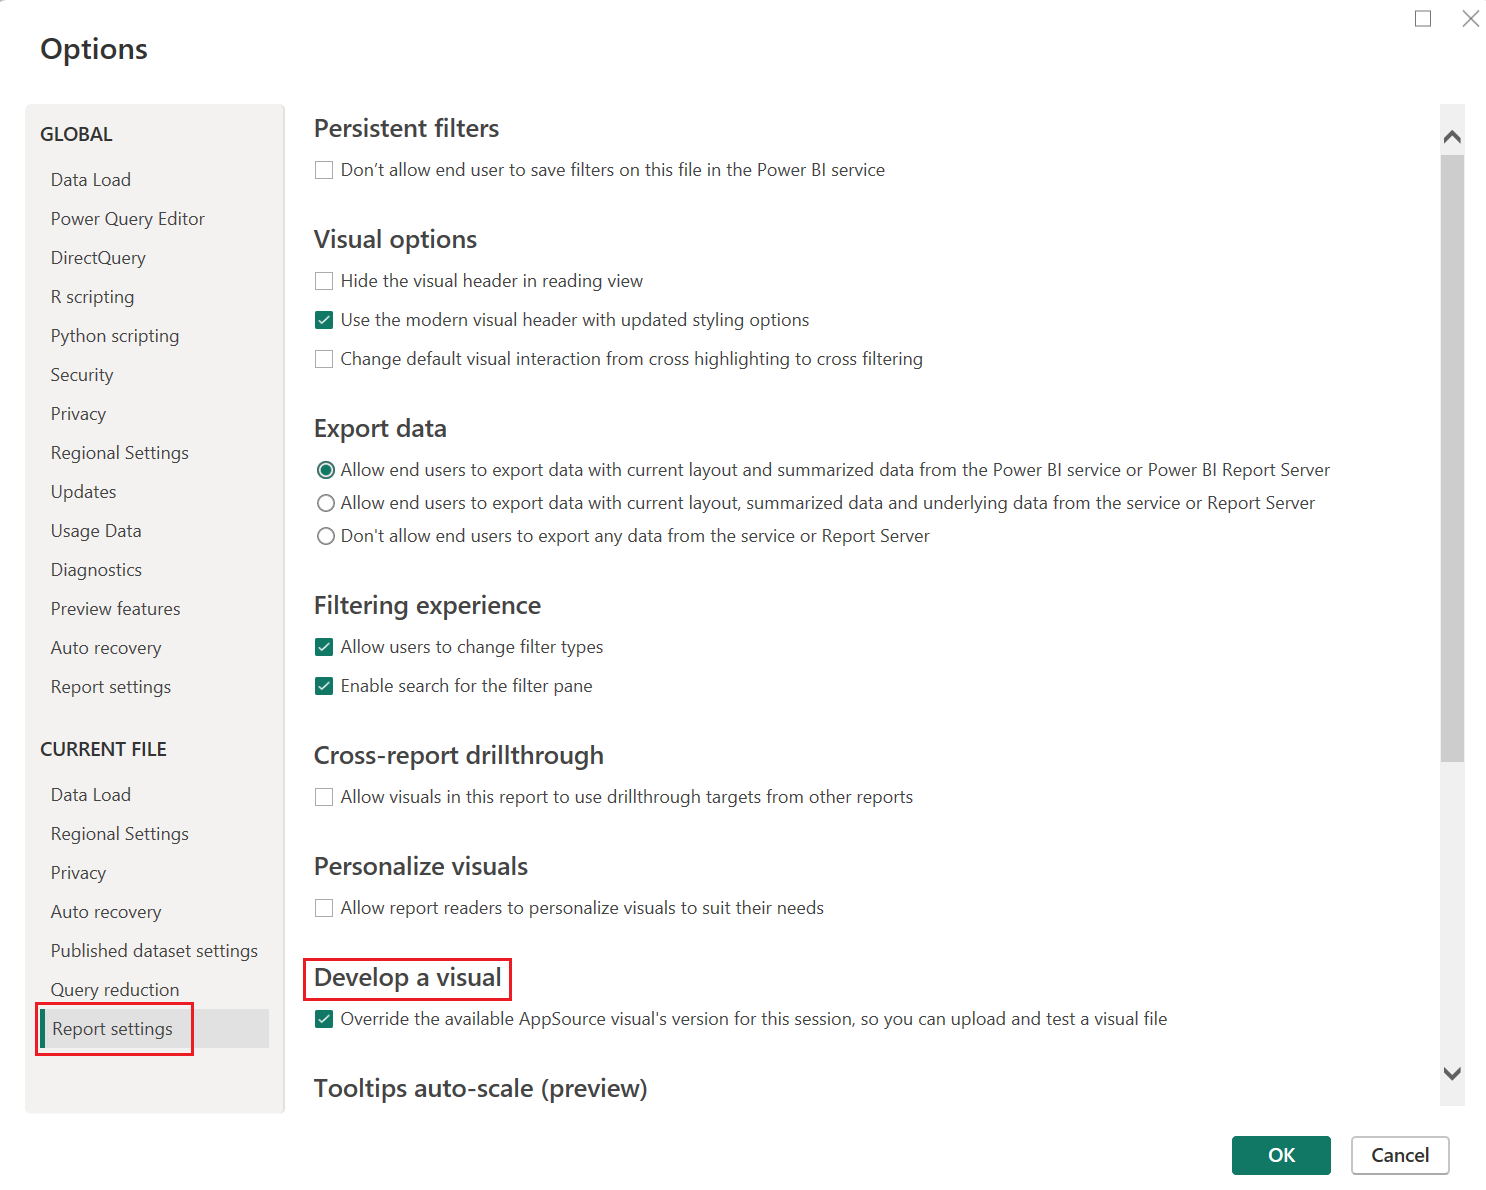 Options
GLOBAL
Data Load
Power Query Editor
DirectQuery
R scripting
Python scripting
Security
Privacy
Regional Settings
Updates
Usage Data
Diagnostics
Preview features
Auto recovery
Report settings
CURRENT FILE
Data Load
Regional Settings
Privacy
Auto recovery
Published dataset settings
Query reduction
Report settings
Persistent filters
Don’t allow end user to save filters on this file in the Power BI service
Visual options
Hide the visual header in reading view
Use the modern visual header with updated styling options
Change default visual interaction from cross highlighting to cross filtering
Export data
Allow end users to export data with current layout and summarized data from the Power BI service or Power BI Report Server
Allow end users to export data with current layout, summarized data and underlying data from the service or Report Server
Don't allow end users to export any data from the service or Report Server
Filtering experience
Allow users to change filter types
Enable search for the filter pane
Cross-report drillthrough
Allow visuals in this report to use drillthrough targets from other reports
Personalize visuals
Allow report readers to personalize visuals to suit their needs
Develop a visual
Override the available AppSource visual's version for this session, so you can upload and test a visual file
Tooltips auto-scale (preview)
OK
Cancel